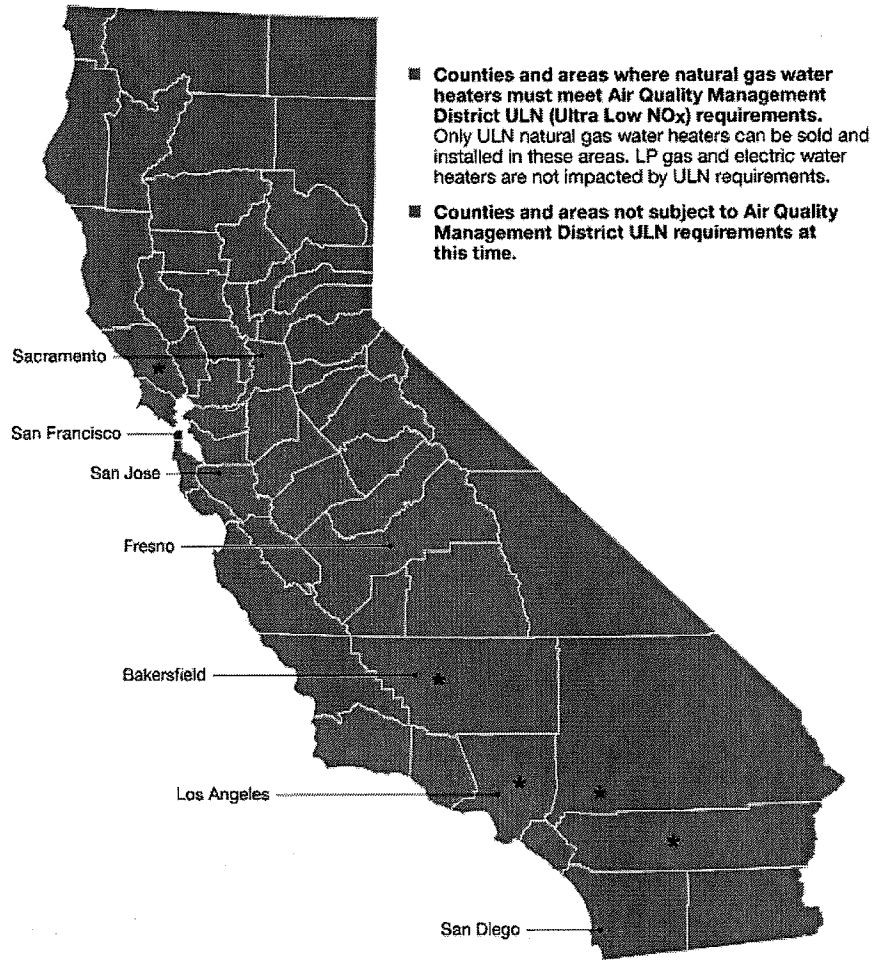 Counties and areas where natural gas water
heaters must meet Air Quality Management
District ULN (Ultra Low NOx) requirements.
Only ULN natural gas water heaters can be sold and
installed in these areas. LP gas and electric water
heaters are not impacted by ULN requirements.
Counties and areas not subject to Air Quality
Management District ULN requirements at
this time.
Sacramento
San Francisco
San Jose
Fresno
Bakersfield
Los Angeles
San Diego